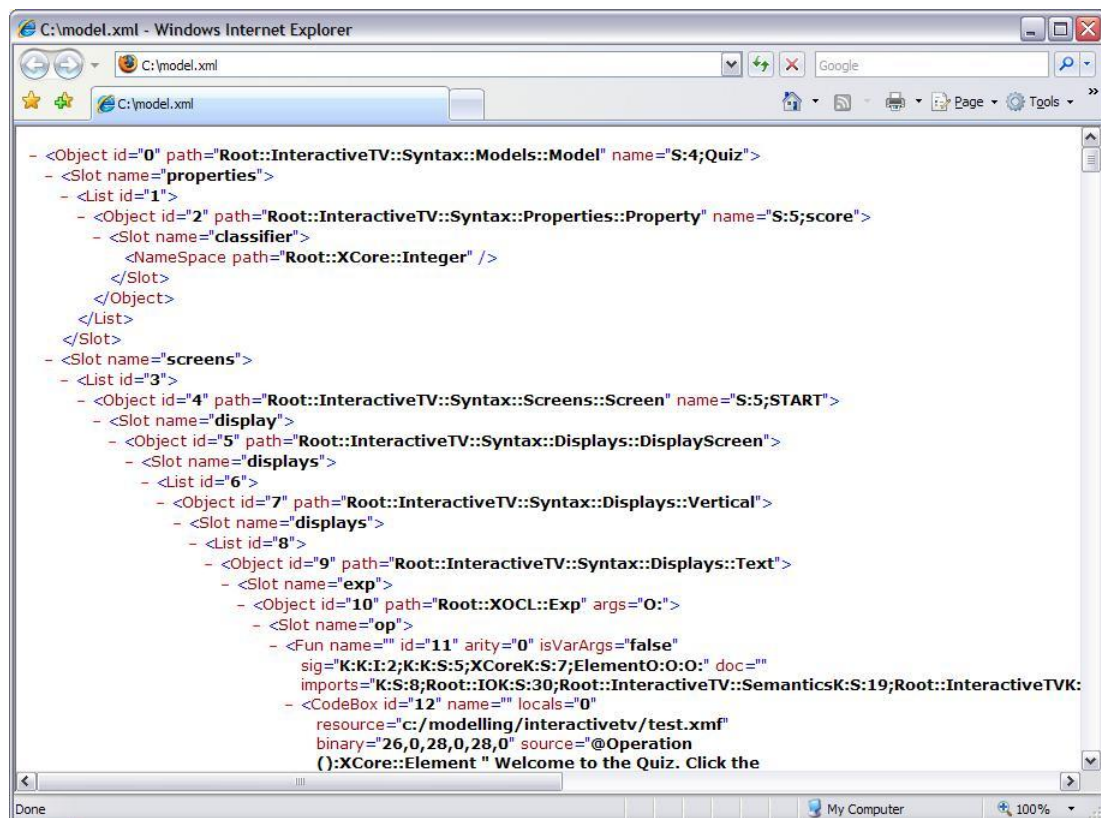 C:\model.xml - Windows Internet Explorer
C:\model.xml
Google
C:\model.xml
Page
Tools
»
- <Object id="0" path="Root::InteractiveTV::Syntax::Models::Model" name="S:4;Quiz">
- <Slot name="properties">
- <List id="1">
- <Object id="2" path="Root::InteractiveTV::Syntax::Properties::Property" name="S:5;score">
- <Slot name="classifier">
<NameSpace path="Root::XCore::Integer" />
</Slot>
</Object>
</List>
</Slot>
- <Slot name="screens">
- <List id="3">
- <Object id="4" path="Root::InteractiveTV::Syntax::Screens::Screen" name="S:5;START">
- <Slot name="display">
- <Object id="5" path="Root::InteractiveTV::Syntax::Displays::DisplayScreen">
- <Slot name="displays">
- <List id="6">
- <Object id="7" path="Root::InteractiveTV::Syntax::Displays::Vertical">
- <Slot name="displays">
- <List id="8">
- <Object id="9" path="Root::InteractiveTV::Syntax::Displays::Text">
- <Slot name="exp">
- <Object id="10" path="Root::XOCL::Exp" args="O:">
- <Slot name="op">
- <Fun name="" id="11" arity="0" isVarArgs="false"
sig="K:K:I:2;K:K:S:5;XCoreK:S:7;ElementO:O:O:" doc=""
imports="K:S:8;Root::IOK:S:30;Root::InteractiveTV::SemanticsK:S:19;Root::InteractiveTVK:
- <CodeBox id="12" name="" locals="0"
resource="c:/modelling/interactivetv/test.xmf"
binary="26,0,28,0,28,0" source="@Operation
():XCore::Element " Welcome to the Quiz. Click the
Done
My Computer
100%